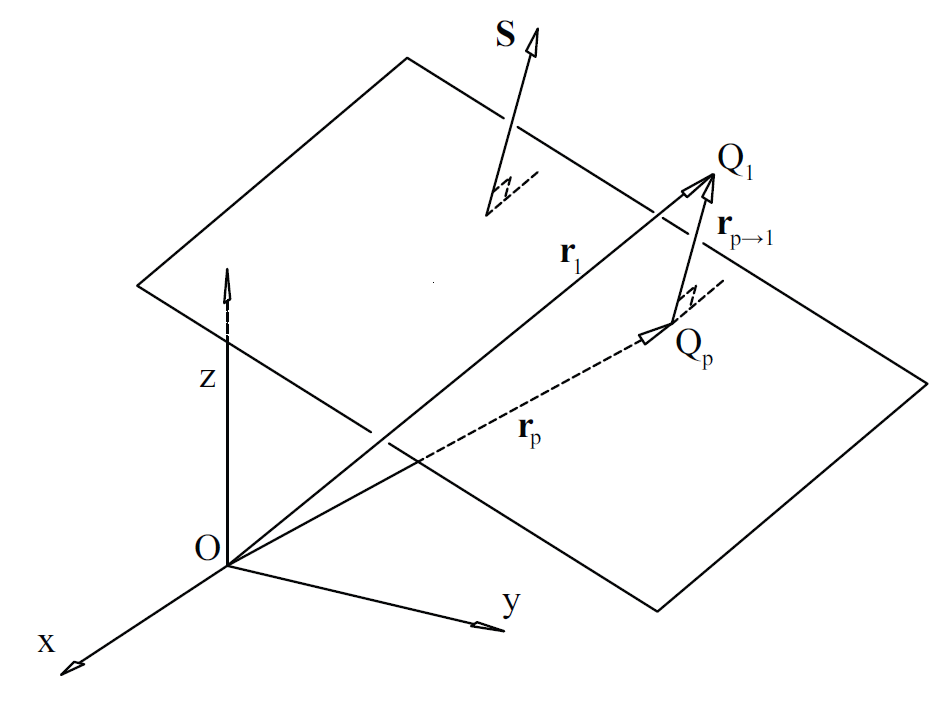 S
Q₁
r₁
rₚ→₁
Qₚ
z
rₚ
O
y
x